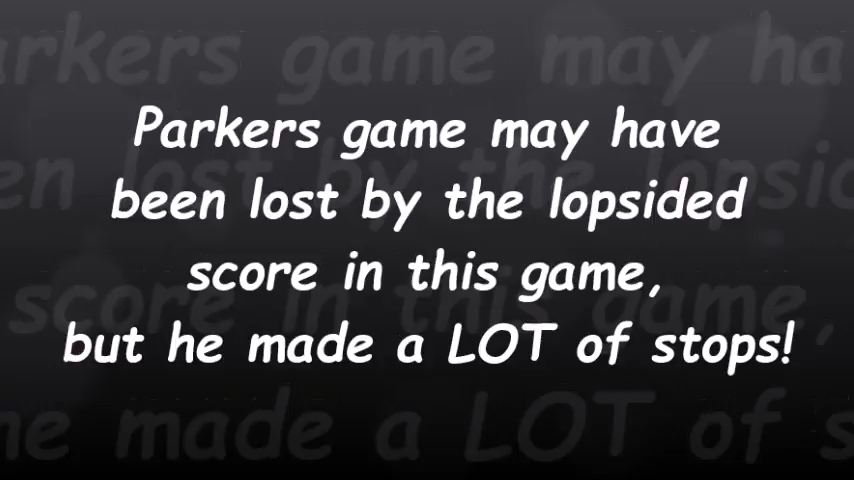 Parkers game may have
been lost by the lopsided
score in this game,
but he made a LOT of stops!